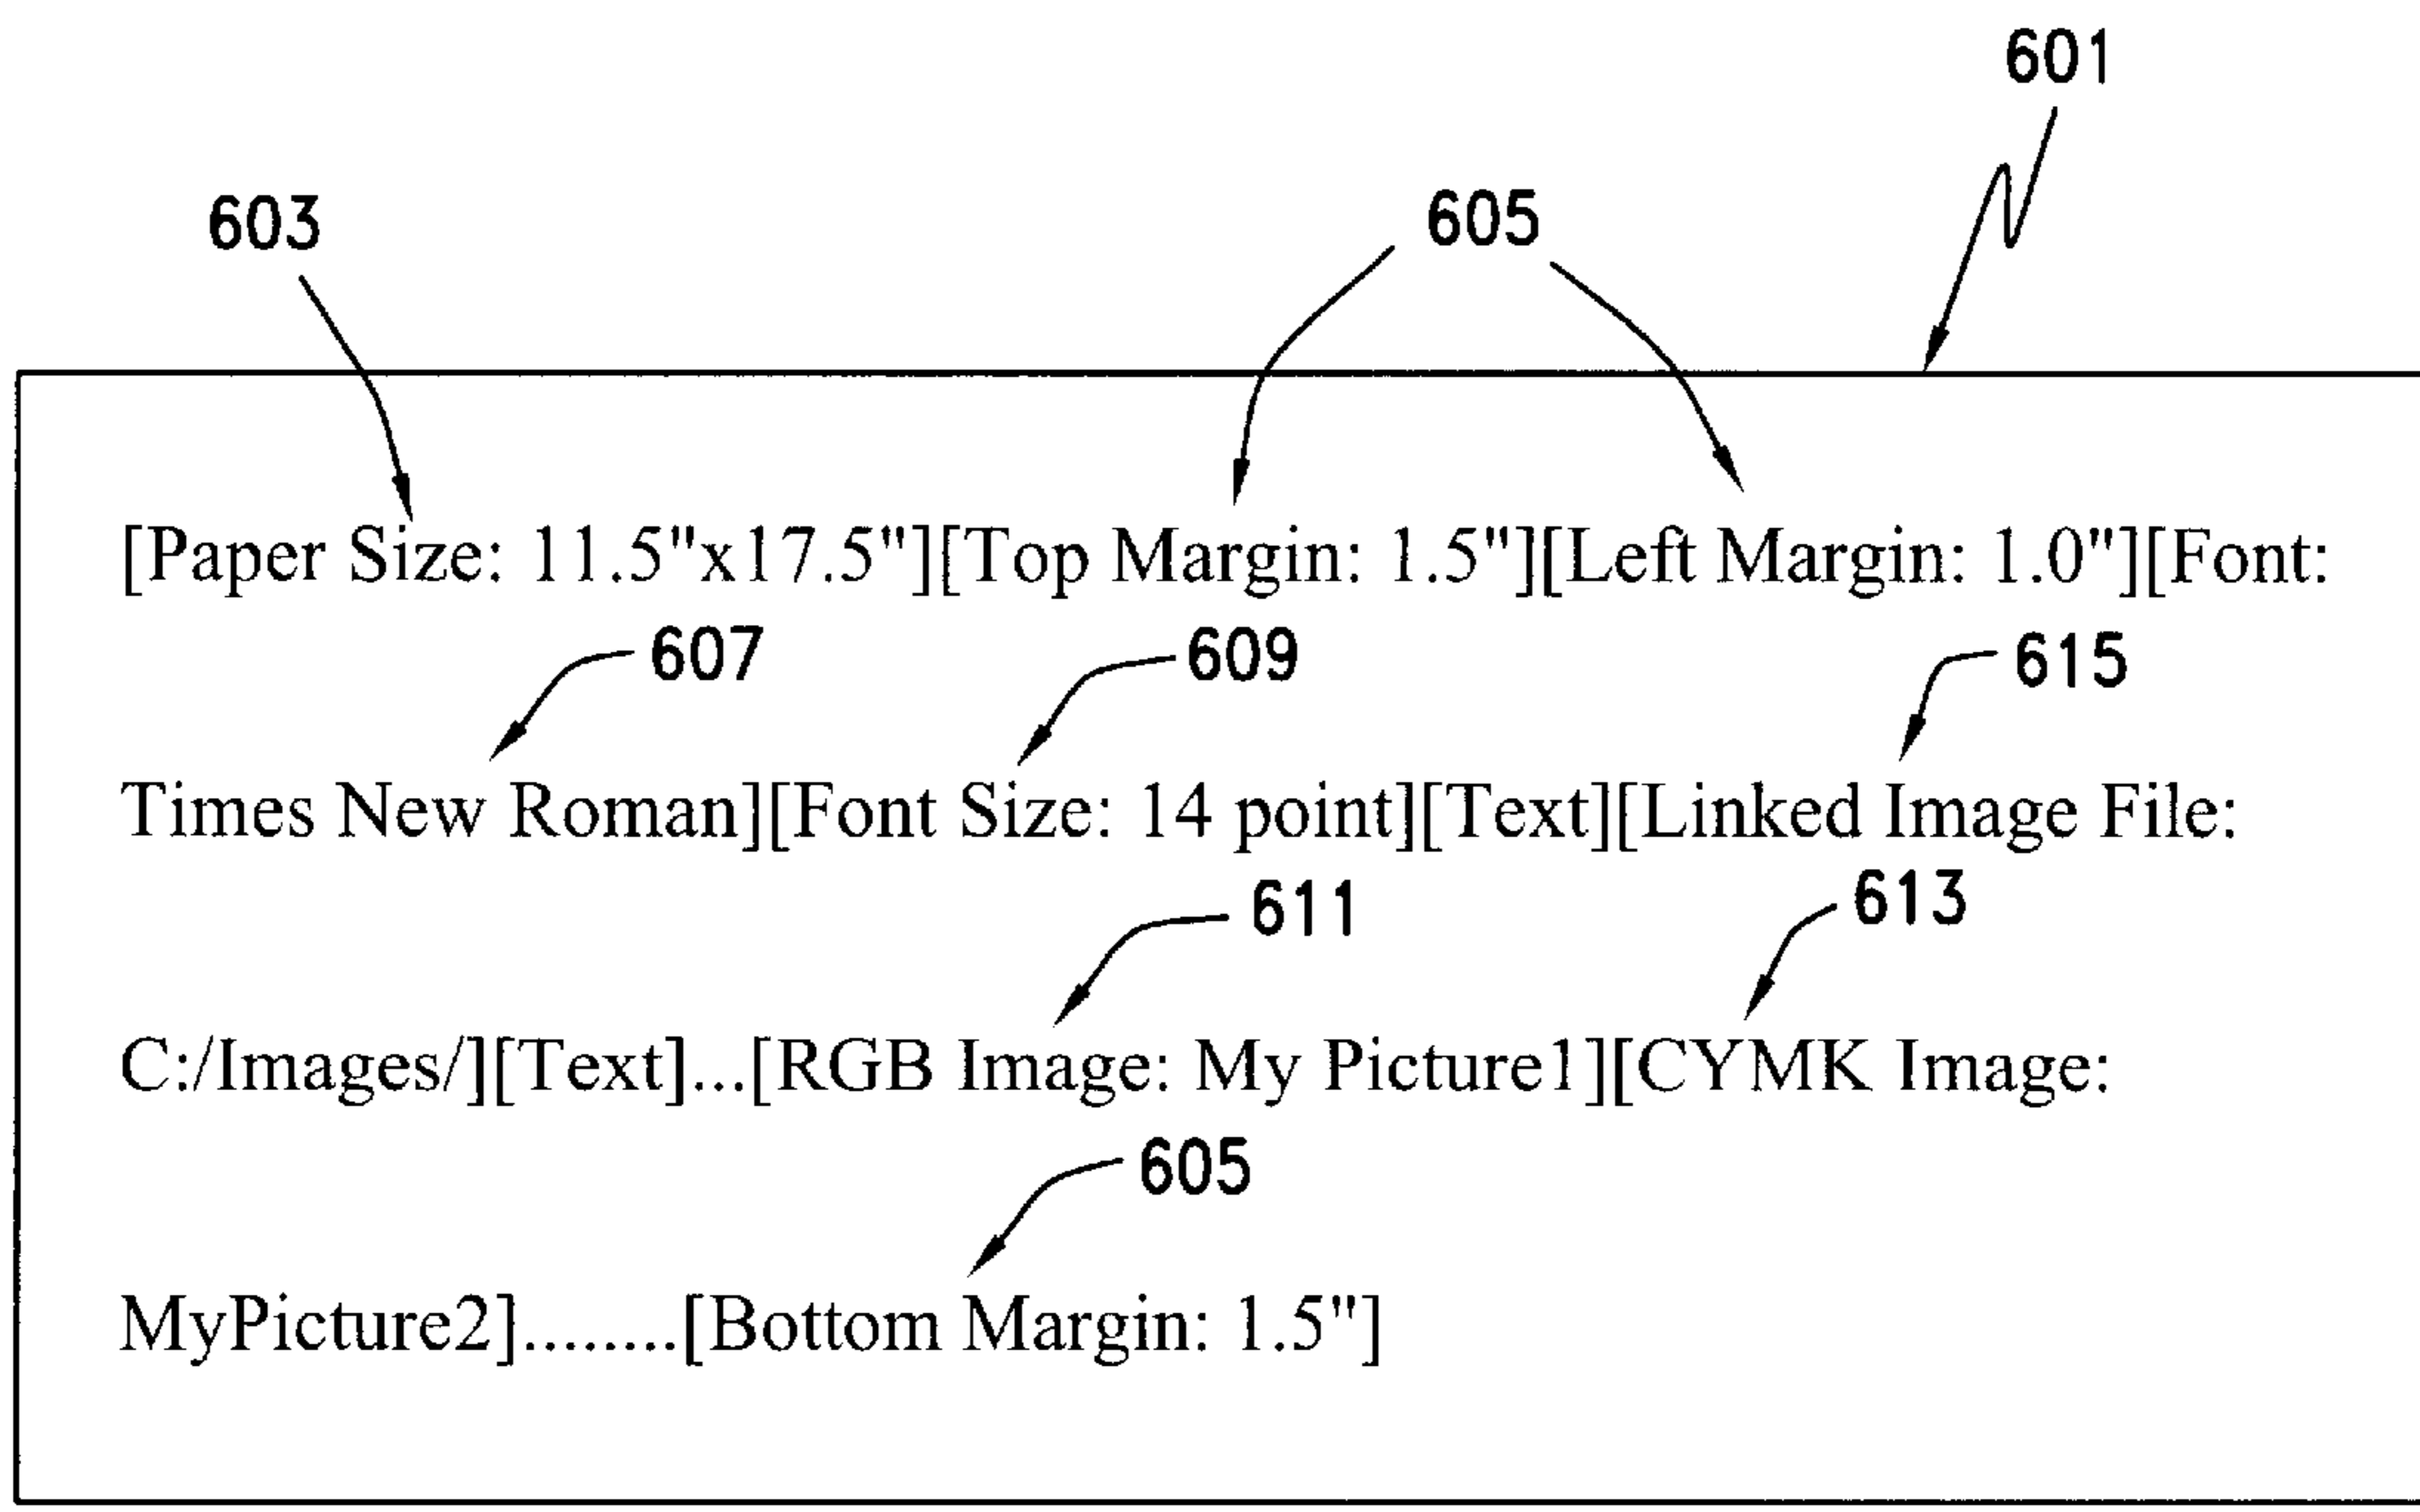 601
603 605
[Paper Size: 11.5"x17.5"][Top Margin: 1.5"][Left Margin: 1.0"][Font:
607 609 615
Times New Roman][Font Size: 14 point][Text][Linked Image File:
611 613
C:/Images/][Text]...[RGB Image: My Picture1][CYMK Image:
605
MyPicture2]........[Bottom Margin: 1.5"]